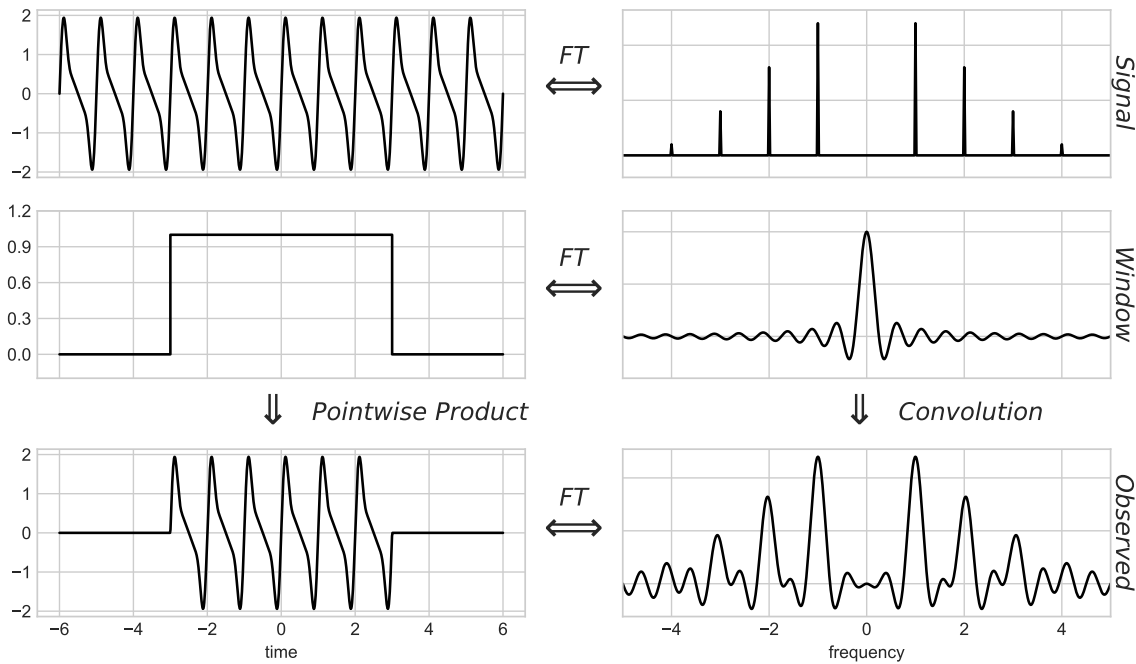 2
1
0
−1
−2
FT
⇔
Signal
1.2
0.9
0.6
0.3
0.0
FT
⇔
Window
⇓ Pointwise Product
⇓ Convolution
2
1
0
−1
−2
−6 −4 −2 0 2 4 6
time
FT
⇔
−4 −2 0 2 4
frequency
Observed